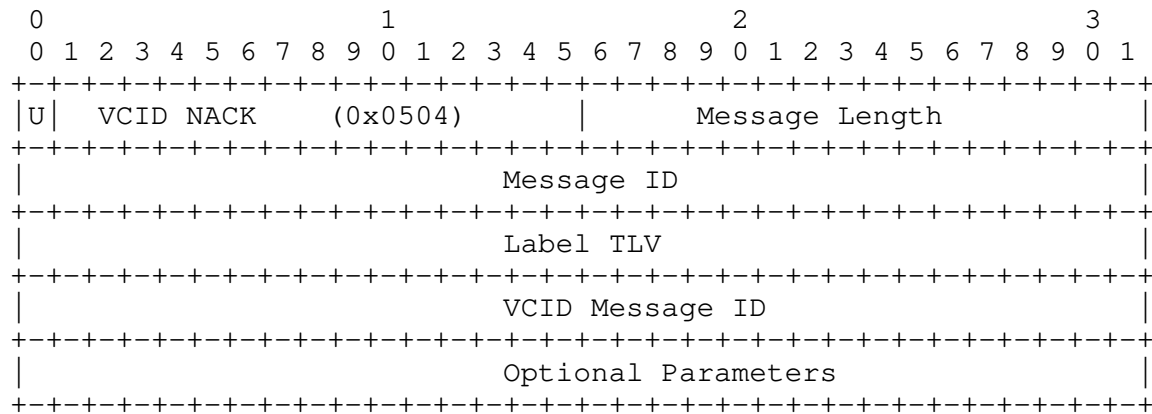 0                   1                   2                   3
 0 1 2 3 4 5 6 7 8 9 0 1 2 3 4 5 6 7 8 9 0 1 2 3 4 5 6 7 8 9 0 1
+-+-+-+-+-+-+-+-+-+-+-+-+-+-+-+-+-+-+-+-+-+-+-+-+-+-+-+-+-+-+-+-+
|U|  VCID NACK    (0x0504)      |      Message Length           |
+-+-+-+-+-+-+-+-+-+-+-+-+-+-+-+-+-+-+-+-+-+-+-+-+-+-+-+-+-+-+-+-+
|                          Message ID                           |
+-+-+-+-+-+-+-+-+-+-+-+-+-+-+-+-+-+-+-+-+-+-+-+-+-+-+-+-+-+-+-+-+
|                          Label TLV                            |
+-+-+-+-+-+-+-+-+-+-+-+-+-+-+-+-+-+-+-+-+-+-+-+-+-+-+-+-+-+-+-+-+
|                          VCID Message ID                      |
+-+-+-+-+-+-+-+-+-+-+-+-+-+-+-+-+-+-+-+-+-+-+-+-+-+-+-+-+-+-+-+-+
|                          Optional Parameters                  |
+-+-+-+-+-+-+-+-+-+-+-+-+-+-+-+-+-+-+-+-+-+-+-+-+-+-+-+-+-+-+-+-+